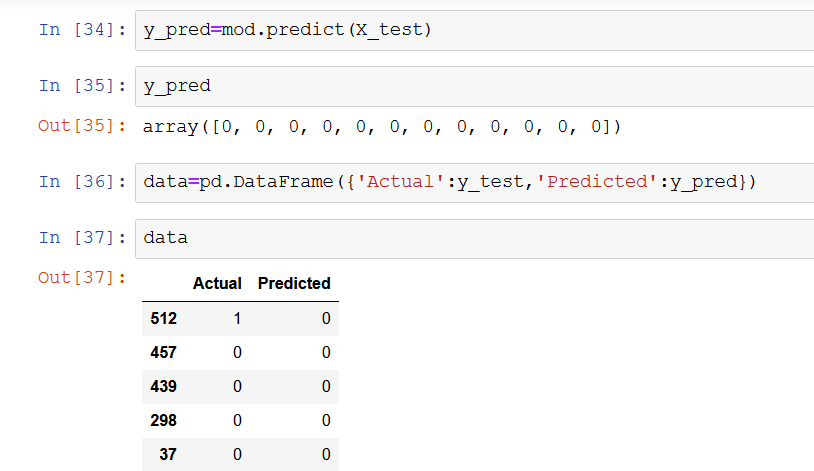 In [34]: y_pred=mod.predict(X_test)
In [35]: y_pred
Out[35]: array([0, 0, 0, 0, 0, 0, 0, 0, 0, 0, 0, 0])
In [36]: data=pd.DataFrame({'Actual':y_test,'Predicted':y_pred})
In [37]: data
Out[37]:
Actual Predicted
512 1 0
457 0 0
439 0 0
298 0 0
37 0 0